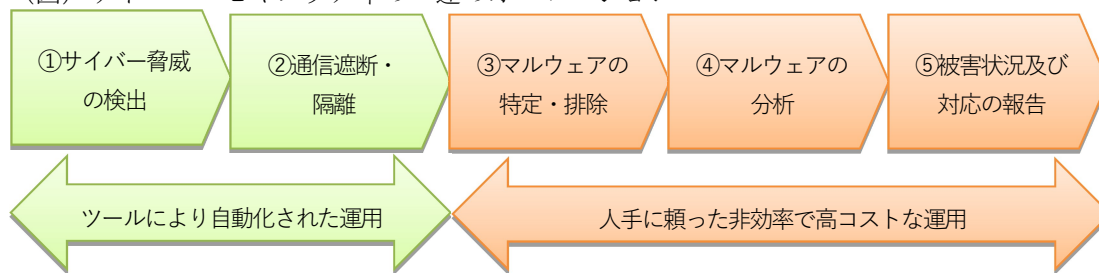 ①サイバー脅威
の検出
②通信遮断・
隔離
③マルウェアの
特定・排除
④マルウェアの
分析
⑤被害状況及び
対応の報告
ツールにより自動化された運用
人手に頼った非効率で高コストな運用